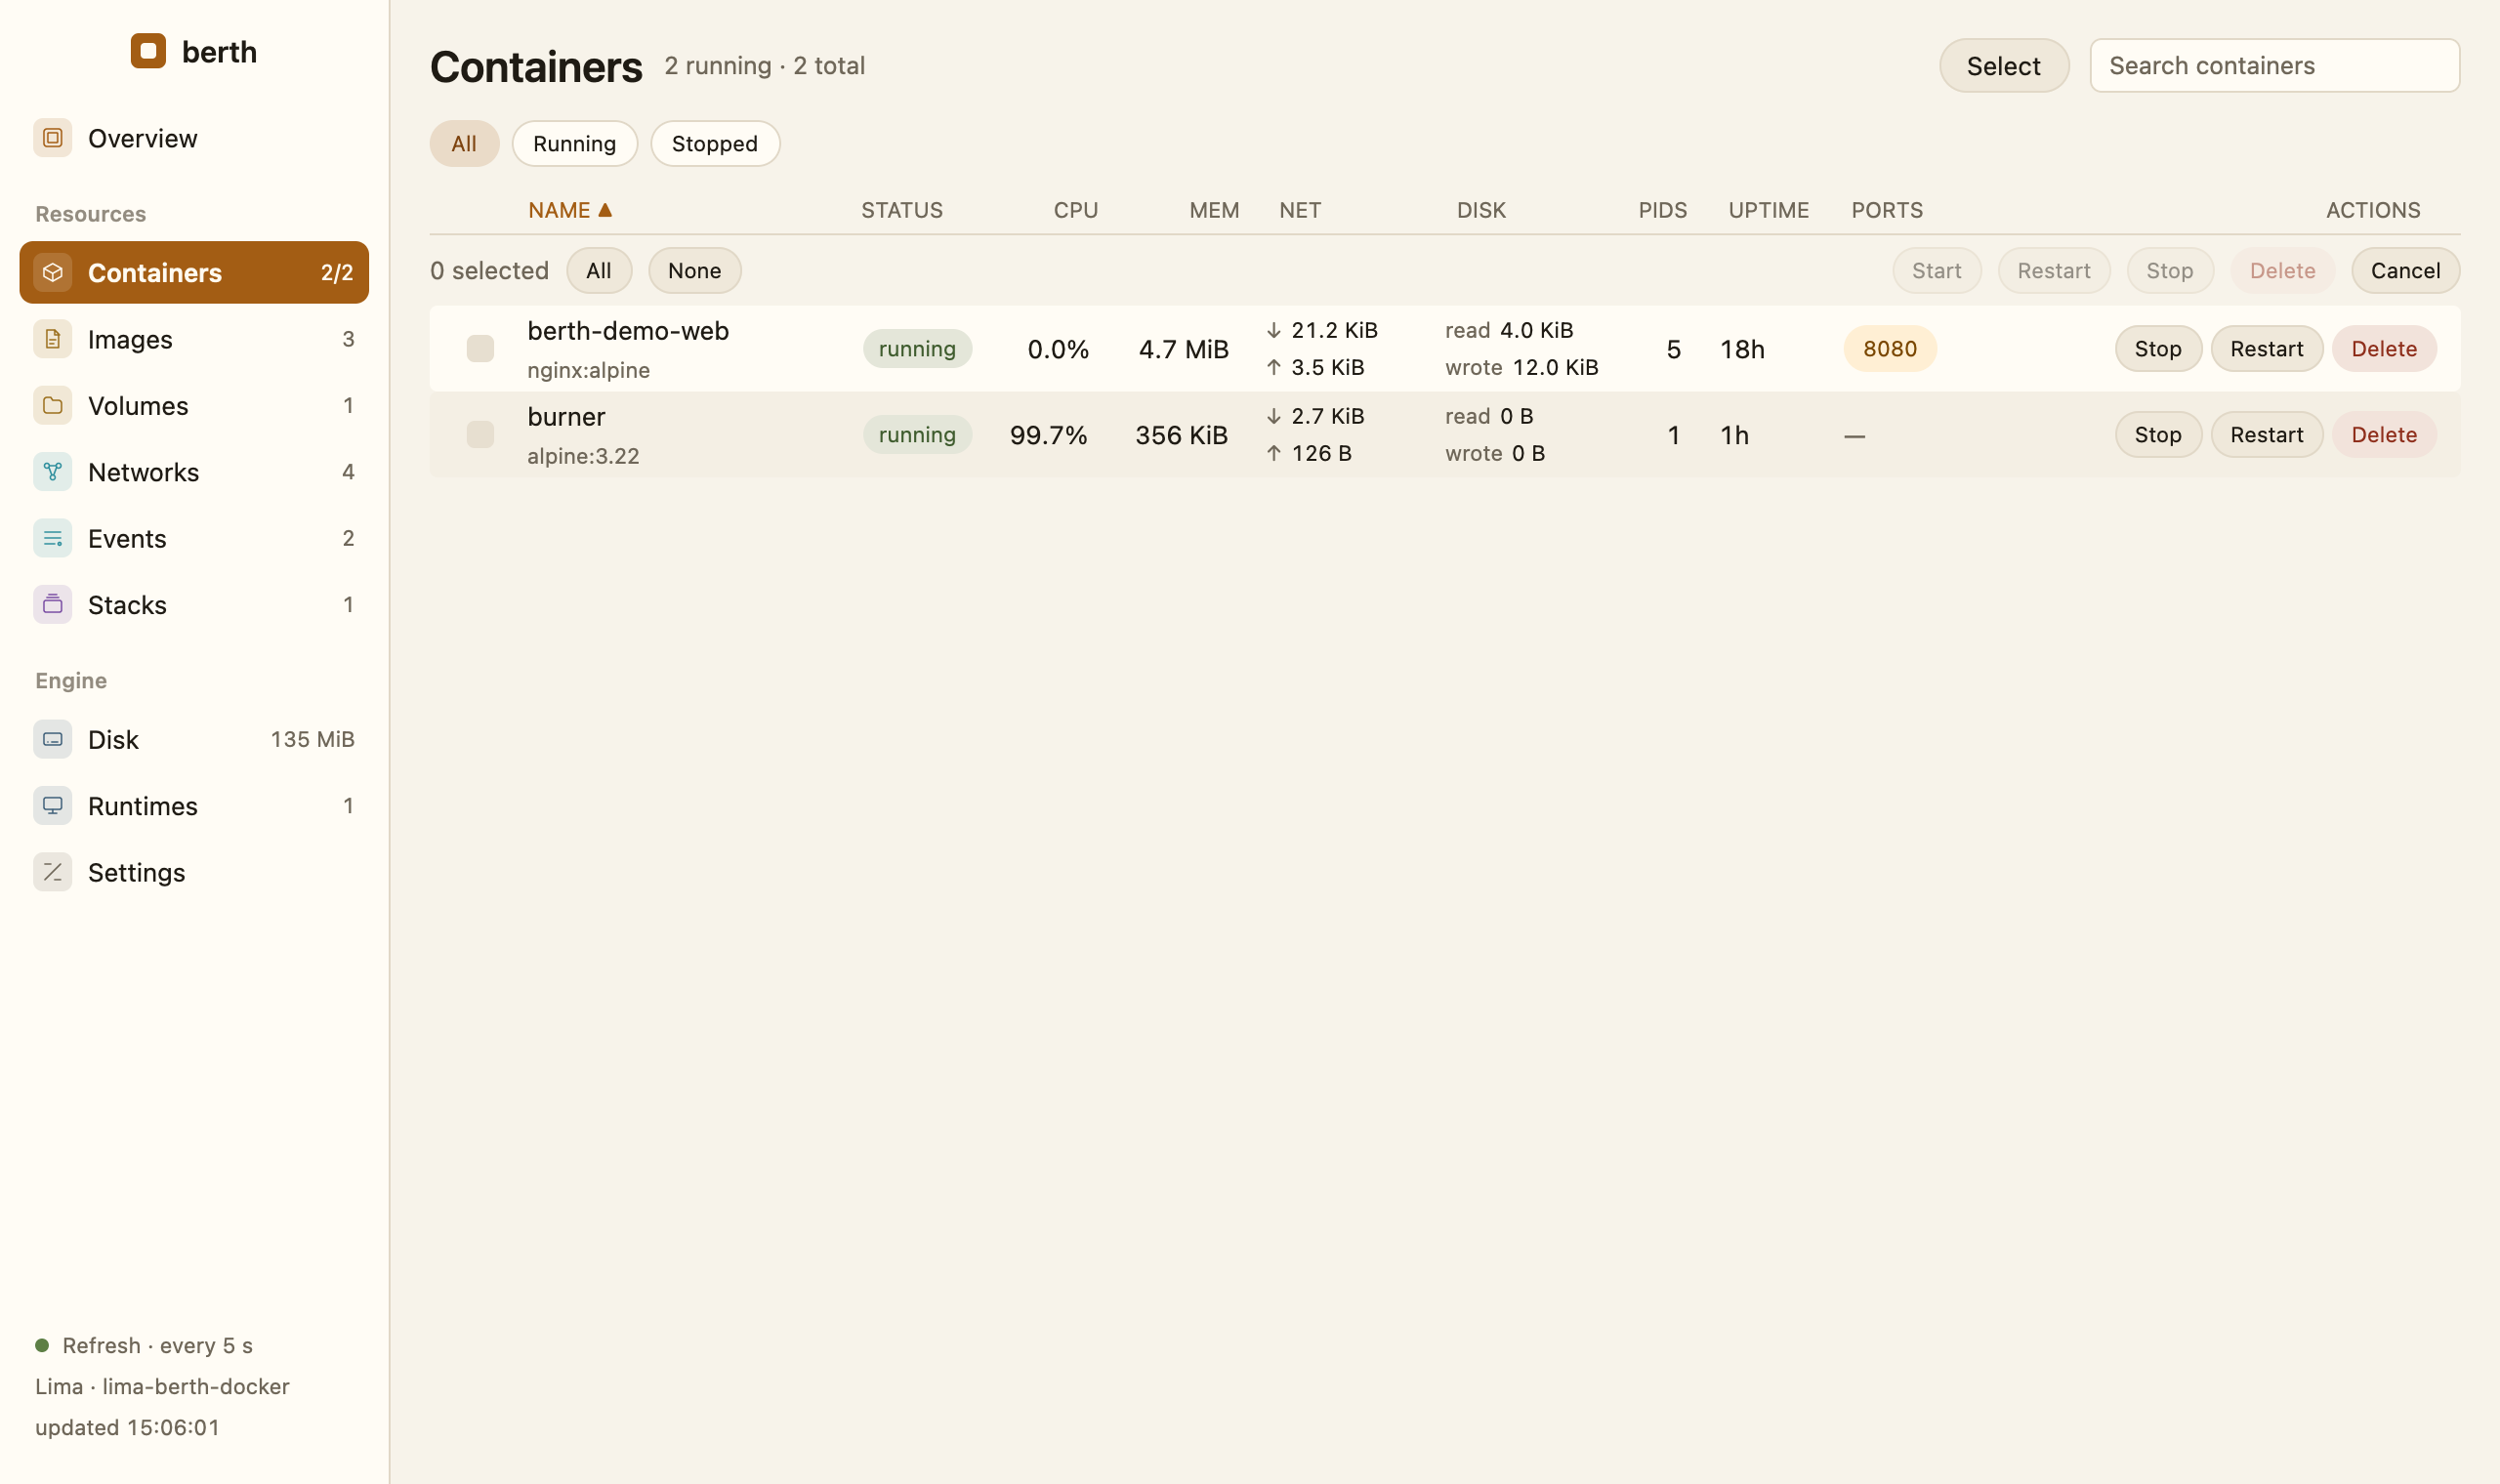 berth
Overview
Resources
Containers 2/2
Images 3
Volumes 1
Networks 4
Events 2
Stacks 1
Engine
Disk 135 MiB
Runtimes 1
Settings
Refresh · every 5 s
Lima · lima-berth-docker
updated 15:06:01
Containers 2 running · 2 total Select Search containers
All Running Stopped
NAME ▲ STATUS CPU MEM NET DISK PIDS UPTIME PORTS ACTIONS
0 selected All None Start Restart Stop Delete Cancel
berth-demo-web running 0.0% 4.7 MiB ↓ 21.2 KiB read 4.0 KiB 5 18h 8080 Stop Restart Delete
nginx:alpine ↑ 3.5 KiB wrote 12.0 KiB
burner running 99.7% 356 KiB ↓ 2.7 KiB read 0 B 1 1h — Stop Restart Delete
alpine:3.22 ↑ 126 B wrote 0 B